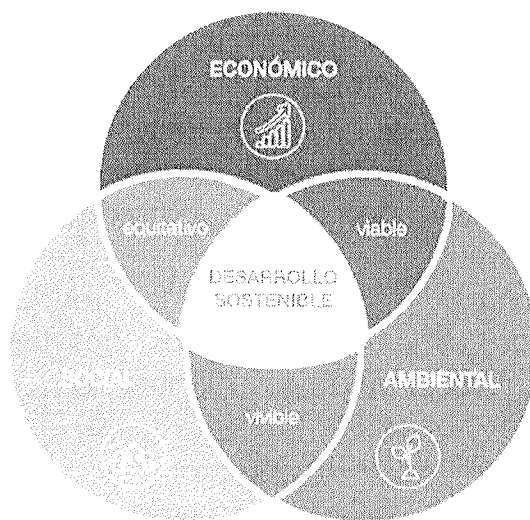 ECONÓMICO
equitativo
viable
DESARROLLO
SOSTENIBLE
SOCIAL
AMBIENTAL
vivible